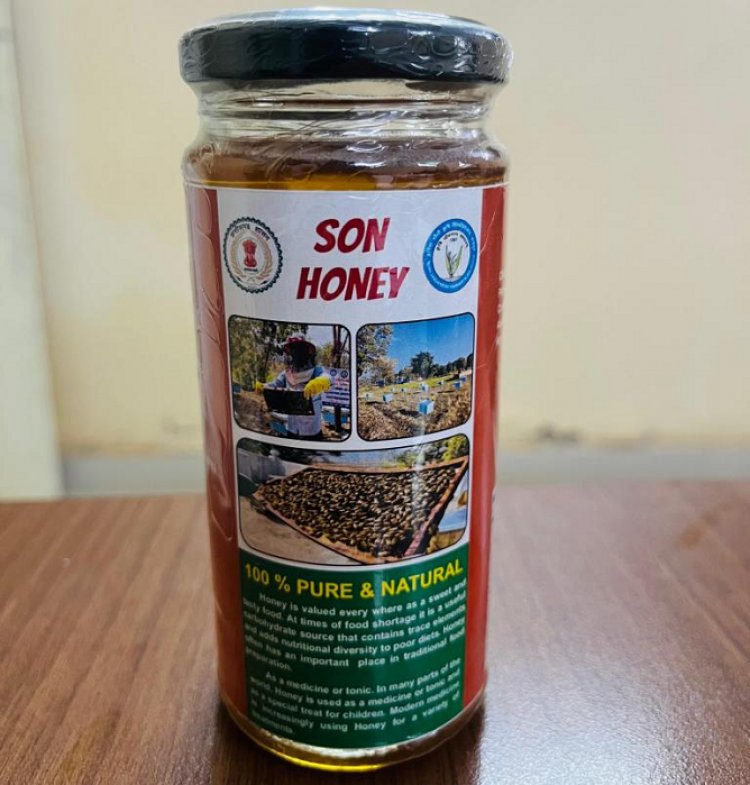 SON
HONEY
100 % PURE & NATURAL
Honey is valued every where as a sweet and
tasty food. At times of food shortage it is a useful
carbohydrate source that contains trace elements
and adds nutritional diversity to poor diets. Honey
often has an important place in traditional food
preparation.
As a medicine or tonic. In many parts of the
world, Honey is used as a medicine or tonic and
as a special treat for children. Modern medicine
is increasingly using Honey for a variety of
treatments.